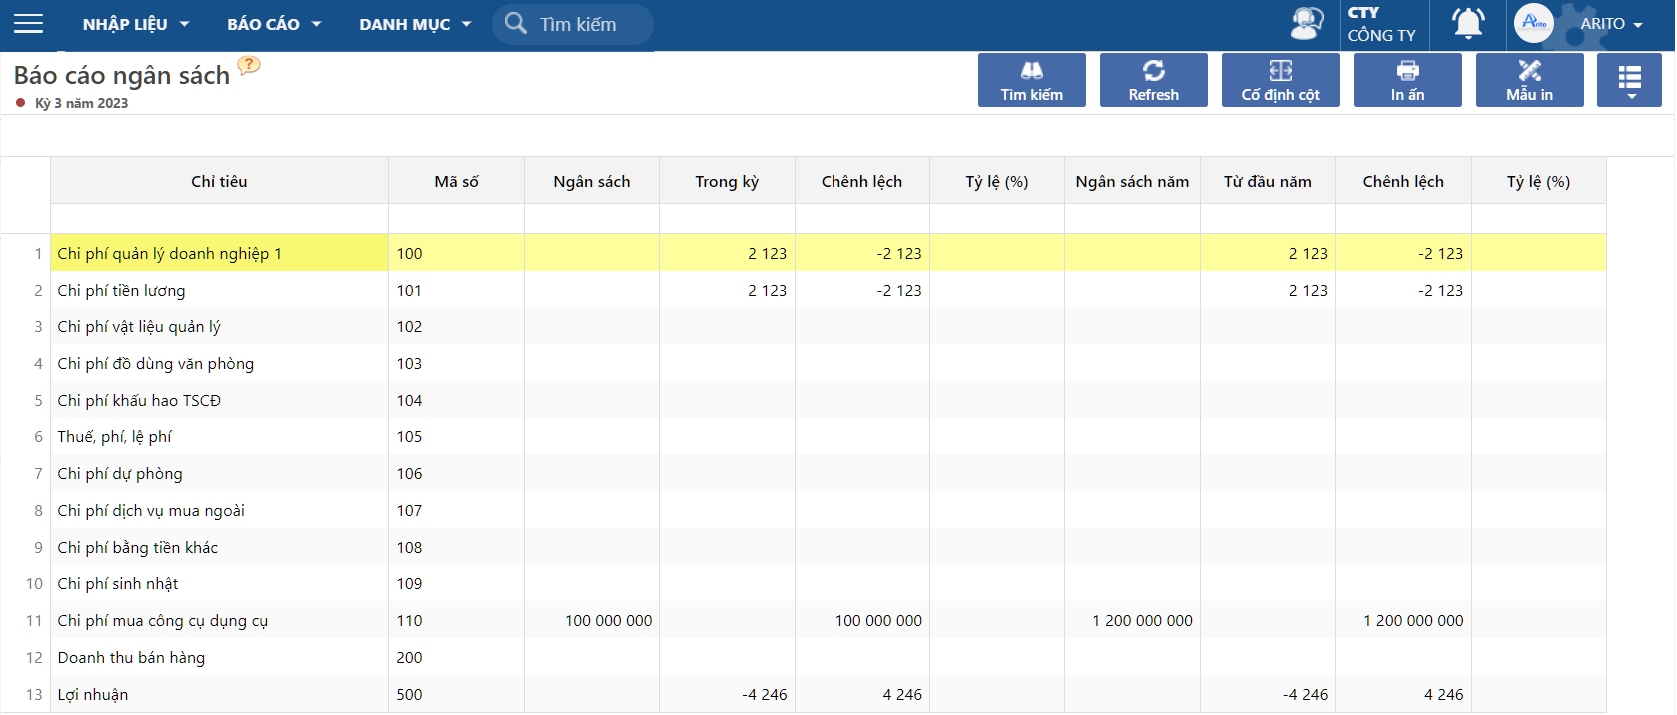 NHẬP LIỆU BÁO CÁO DANH MỤC Tìm kiếm CTY CÔNG TY Arito ARITO
Báo cáo ngân sách ?
Kỳ 3 năm 2023
Tìm kiếm Refresh Cố định cột In ấn Mẫu in
Chỉ tiêu Mã số Ngân sách Trong kỳ Chênh lệch Tỷ lệ (%) Ngân sách năm Từ đầu năm Chênh lệch Tỷ lệ (%)
1 Chi phí quản lý doanh nghiệp 1 100 2 123 -2 123 2 123 -2 123
2 Chi phí tiền lương 101 2 123 -2 123 2 123 -2 123
3 Chi phí vật liệu quản lý 102
4 Chi phí đồ dùng văn phòng 103
5 Chi phí khấu hao TSCĐ 104
6 Thuế, phí, lệ phí 105
7 Chi phí dự phòng 106
8 Chi phí dịch vụ mua ngoài 107
9 Chi phí bằng tiền khác 108
10 Chi phí sinh nhật 109
11 Chi phí mua công cụ dụng cụ 110 100 000 000 100 000 000 1 200 000 000 1 200 000 000
12 Doanh thu bán hàng 200
13 Lợi nhuận 500 -4 246 4 246 -4 246 4 246